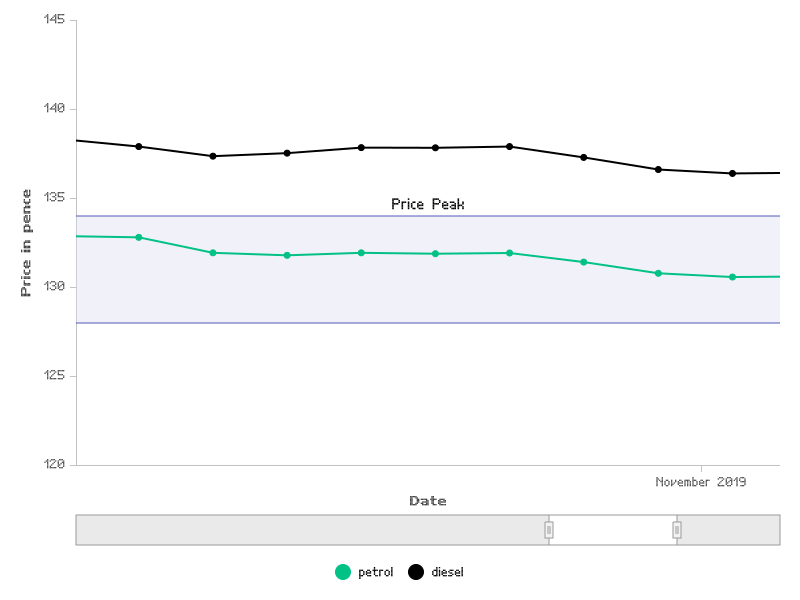 145
140
135
130
125
120
Price in pence
Price Peak
November 2019
Date
petrol
diesel